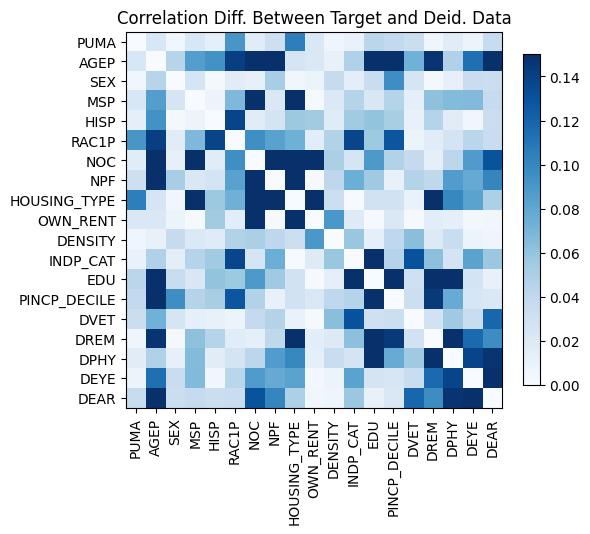 Correlation Diff. Between Target and Deid. Data
PUMA
AGEP
SEX
MSP
HISP
RAC1P
NOC
NPF
HOUSING_TYPE
OWN_RENT
DENSITY
INDP_CAT
EDU
PINCP_DECILE
DVET
DREM
DPHY
DEYE
DEAR
PUMA
AGEP
SEX
MSP
HISP
RAC1P
NOC
NPF
HOUSING_TYPE
OWN_RENT
DENSITY
INDP_CAT
EDU
PINCP_DECILE
DVET
DREM
DPHY
DEYE
DEAR
0.14
0.12
0.10
0.08
0.06
0.04
0.02
0.00